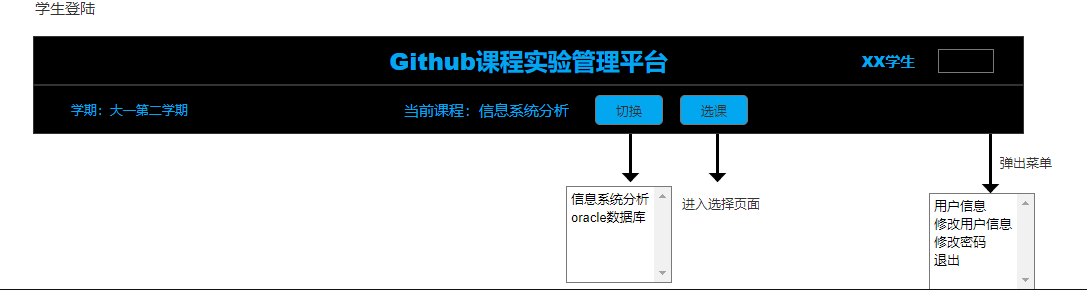 学生登陆
Github课程实验管理平台
XX学生
学期：大一第二学期
当前课程：信息系统分析
切换
选课
弹出菜单
信息系统分析
oracle数据库
进入选择页面
用户信息
修改用户信息
修改密码
退出